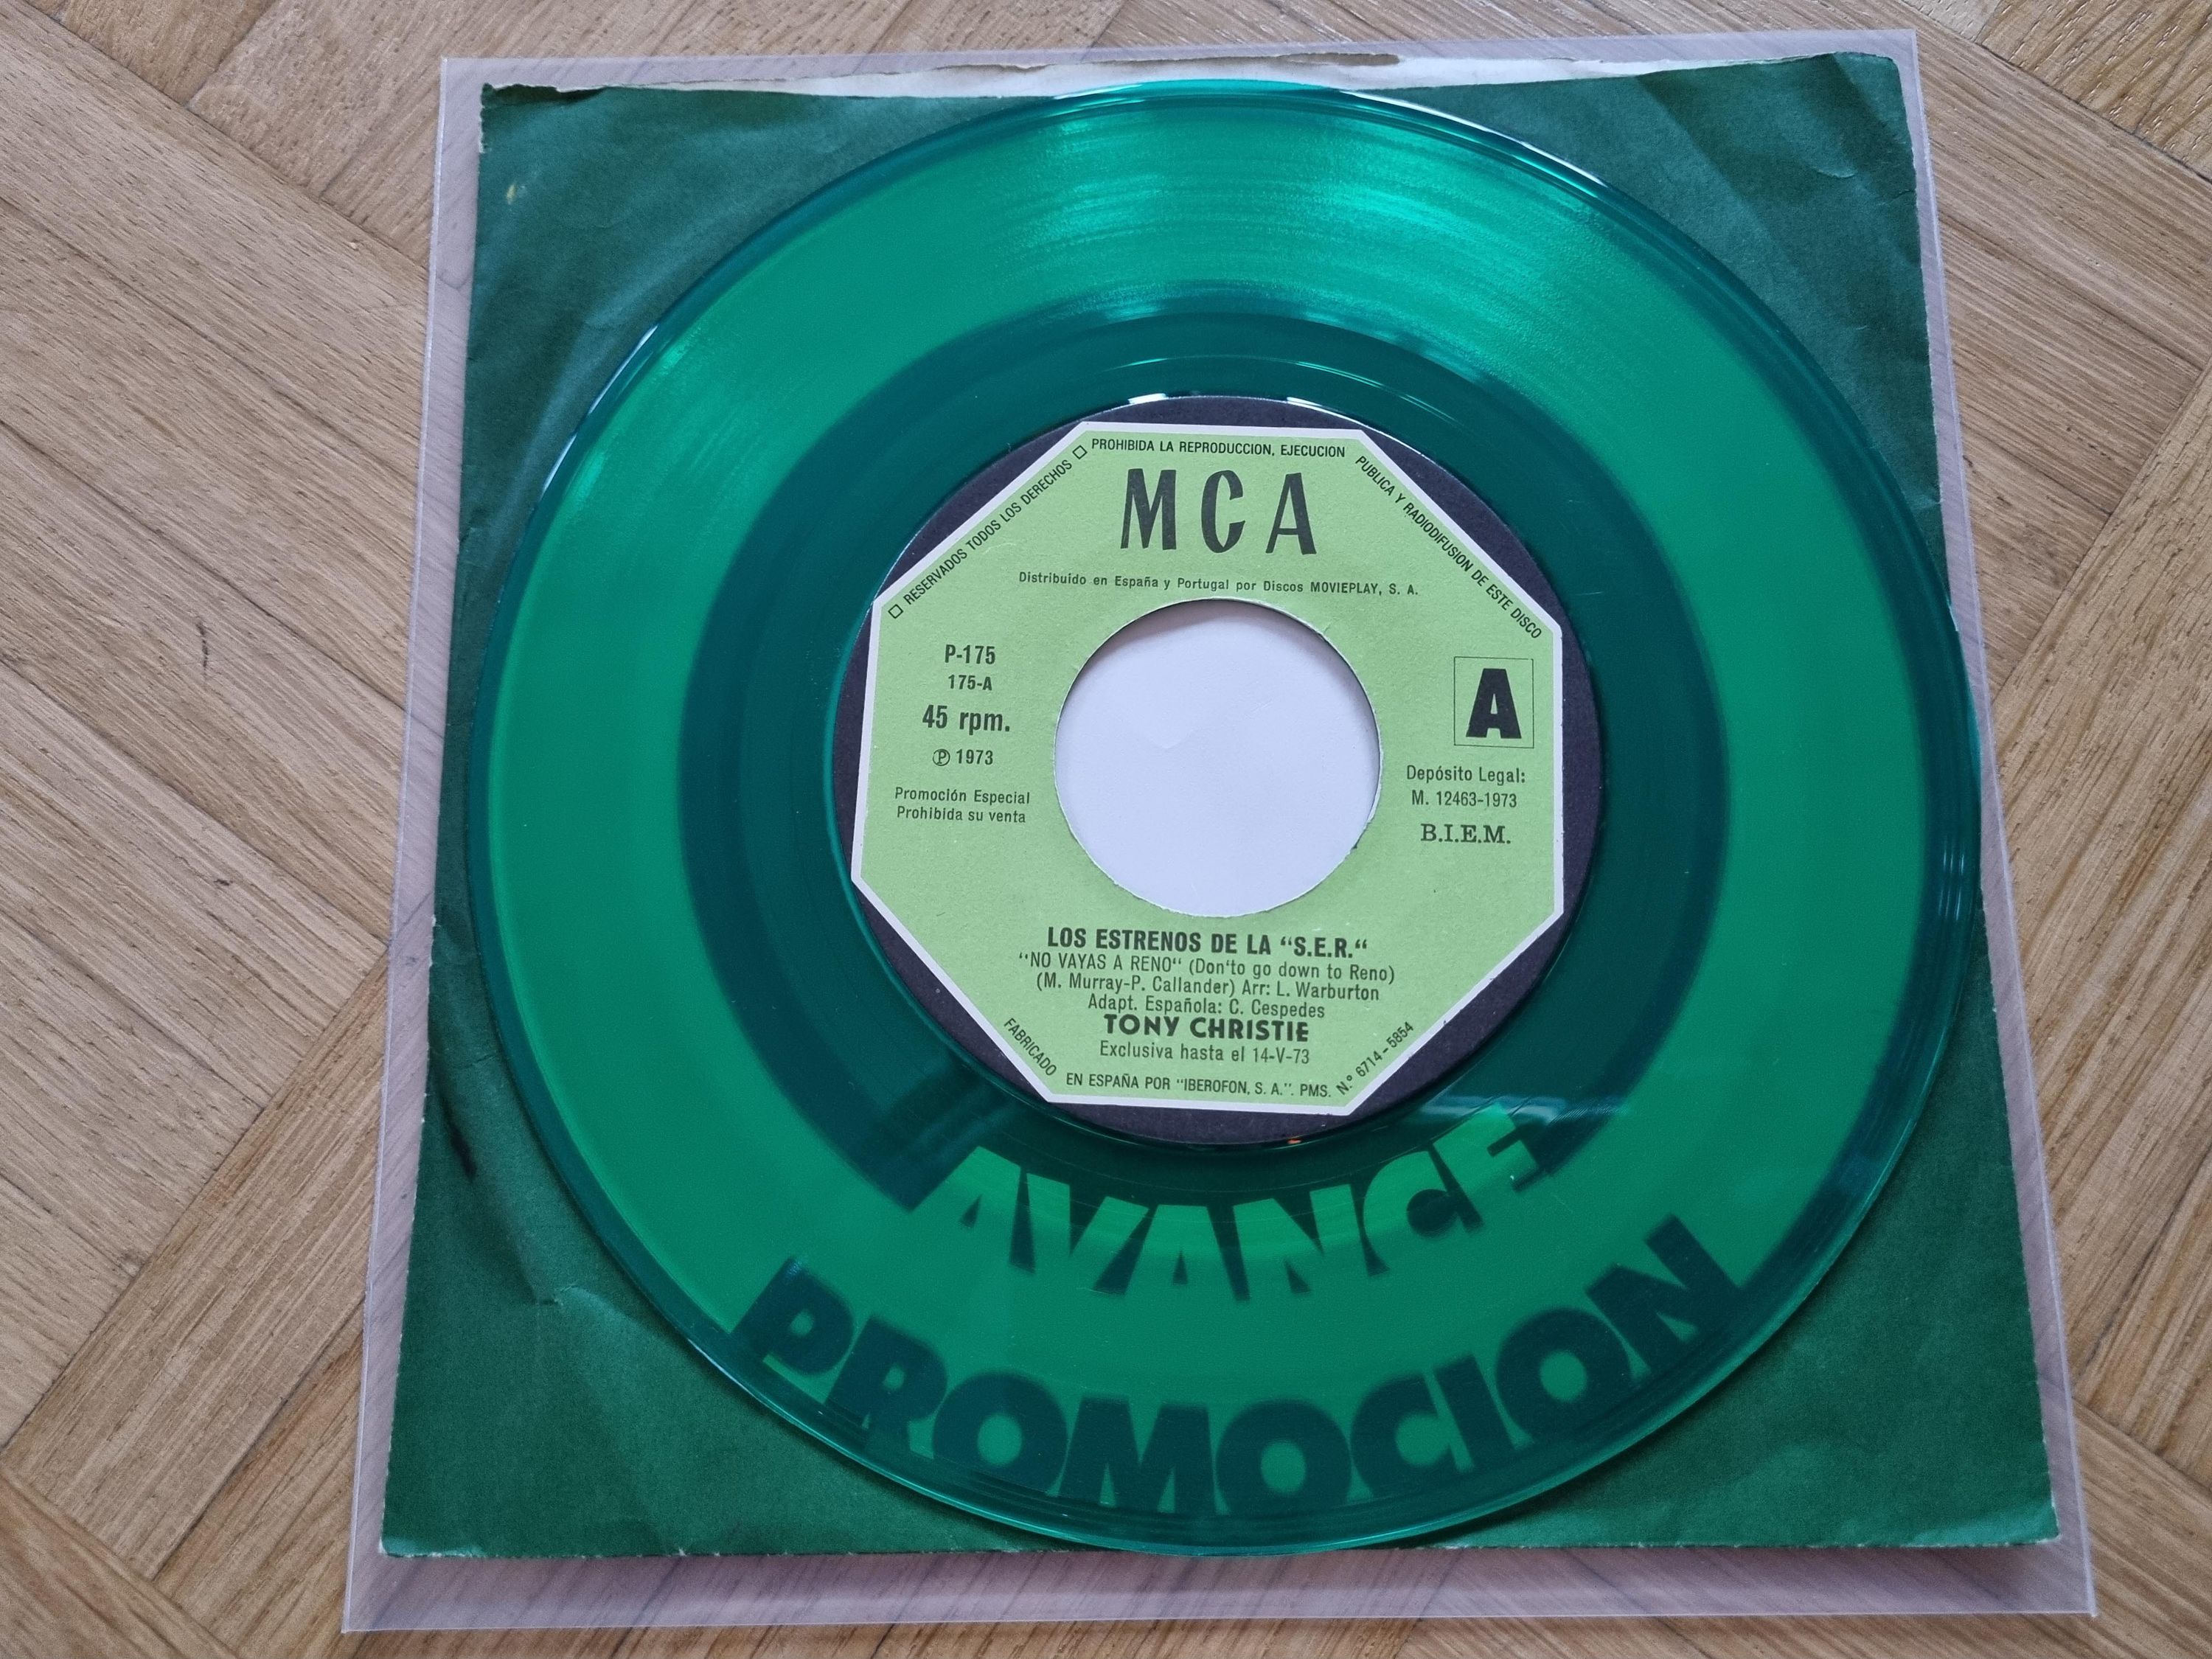 □ RESERVADOS TODOS LOS DERECHOS □ PROHIBIDA LA REPRODUCCION, EJECUCION PUBLICA Y RADIODIFUSION DE ESTE DISCO
MCA
Distribuido en España y Portugal por Discos MOVIEPLAY, S. A.
P-175
175-A
45 rpm.
Ⓟ 1973
Promoción Especial
Prohibida su venta
A
Depósito Legal:
M. 12463-1973
B.I.E.M.
LOS ESTRENOS DE LA “S.E.R.“
“NO VAYAS A RENO“ (Don‘to go down to Reno)
(M. Murray-P. Callander) Arr: L. Warburton
Adapt. Española: C. Cespedes
TONY CHRISTIE
Exclusiva hasta el 14-V-73
FABRICADO EN ESPAÑA POR “IBEROFON, S. A.”. PMS. N.º 6714 - 5854
AVANCE
PROMOCION